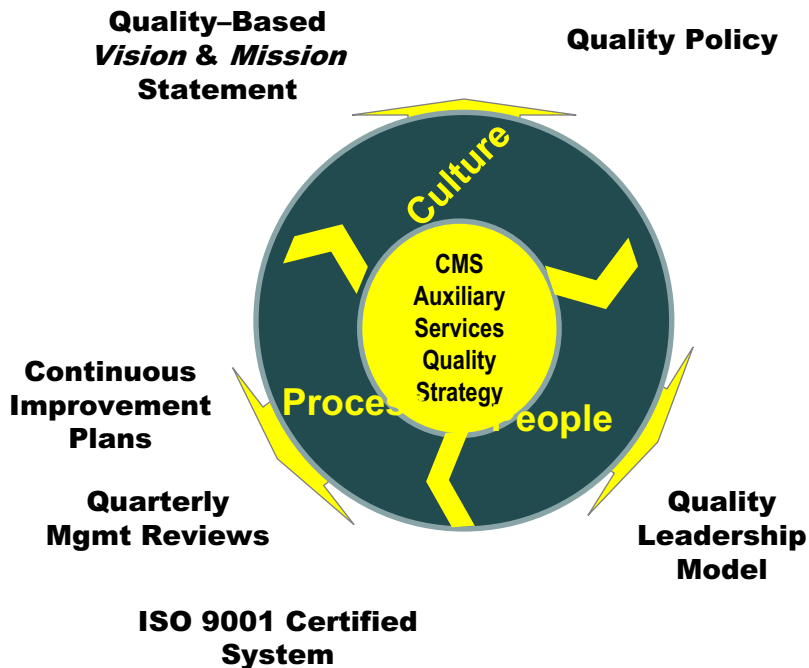 Quality–Based
Vision & Mission
Statement
Quality Policy
Culture
CMS
Auxiliary
Services
Quality
Strategy
Proces
People
Continuous
Improvement
Plans
Quarterly
Mgmt Reviews
Quality
Leadership
Model
ISO 9001 Certified
System